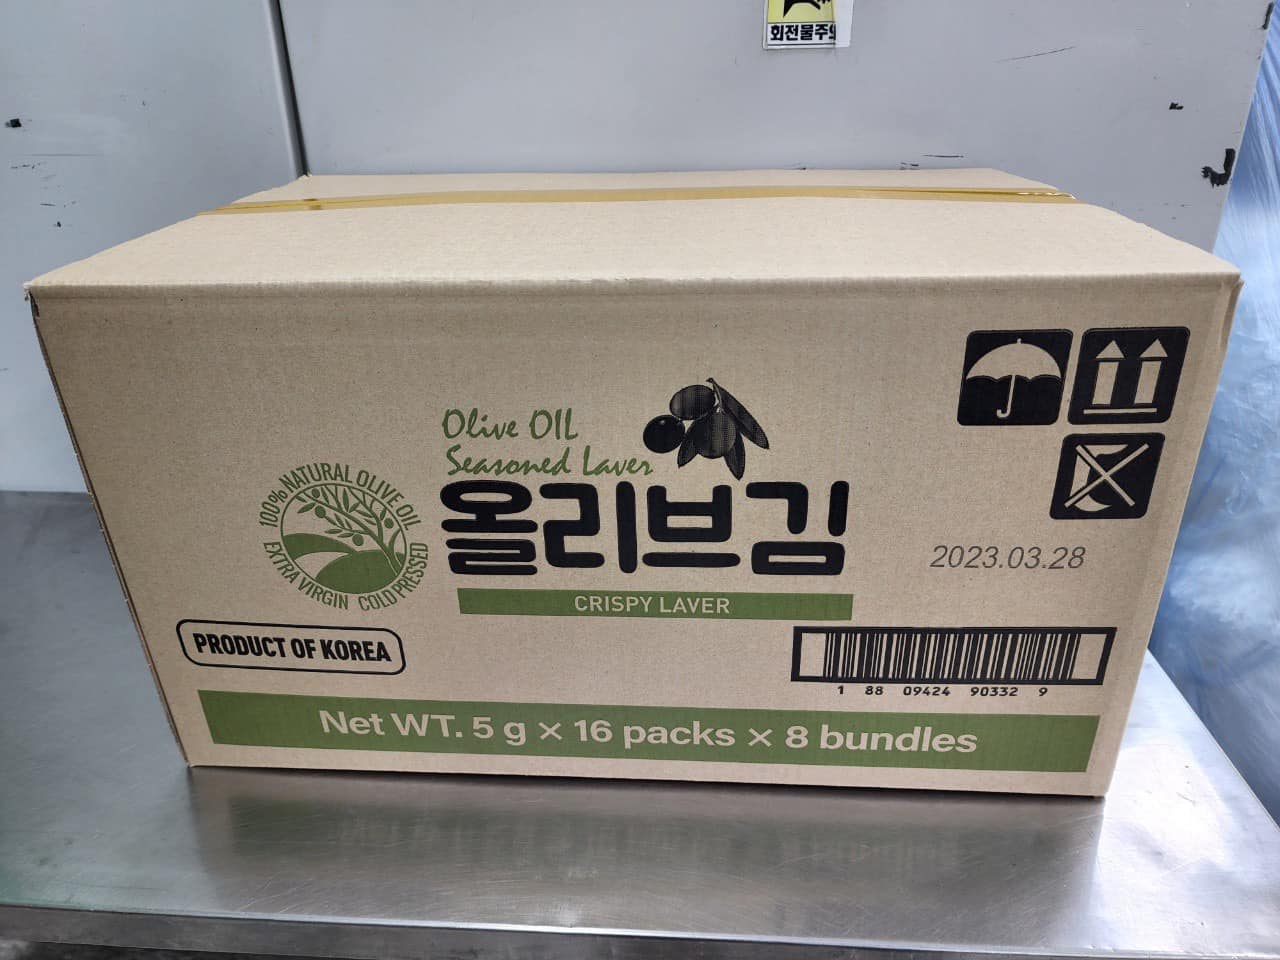 회전물주의
Olive OIL
Seasoned Laver
올리브김
CRISPY LAVER
100% NATURAL OLIVE OIL
EXTRA VIRGIN COLD PRESSED
PRODUCT OF KOREA
2023.03.28
1 88 09424 90332 9
Net WT. 5 g × 16 packs × 8 bundles